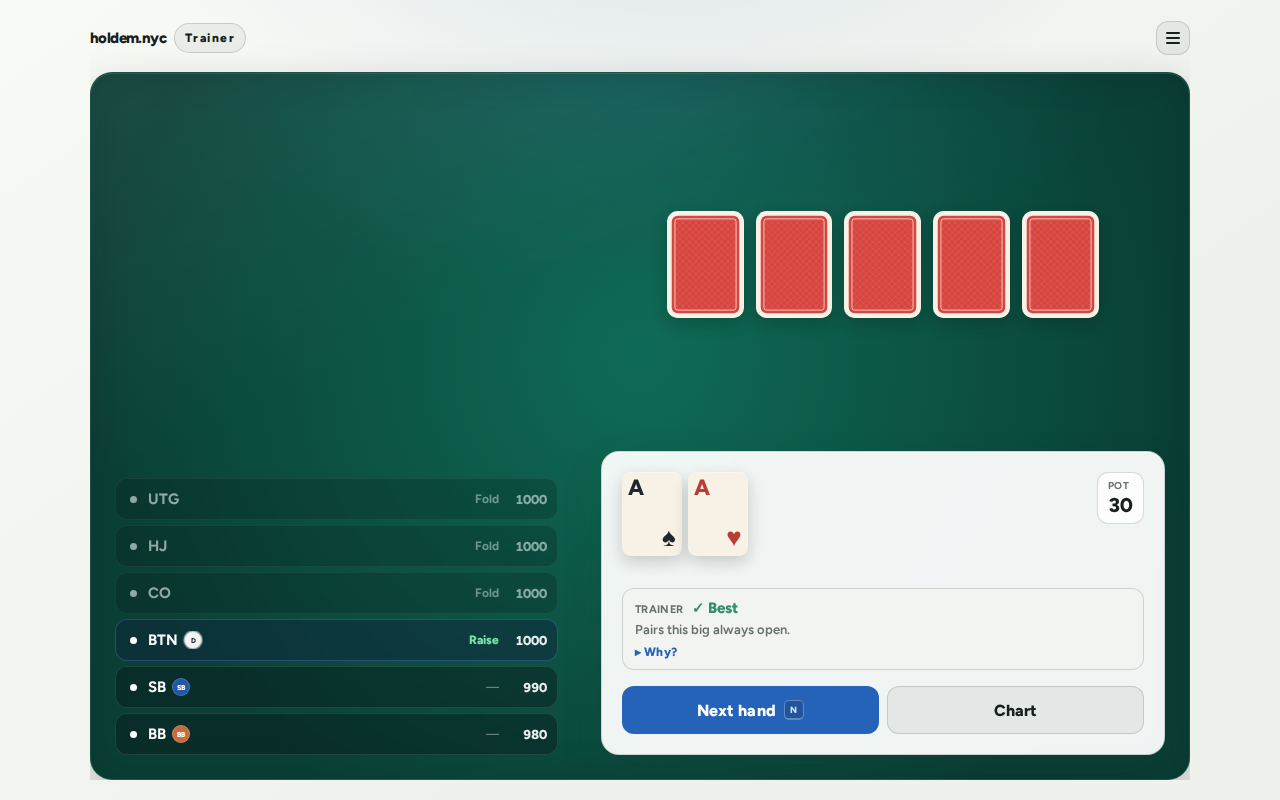 holdem.nyc Trainer
UTG Fold 1000
HJ Fold 1000
CO Fold 1000
BTN D Raise 1000
SB SB — 990
BB BB — 980
A A
♠ ♥
POT
30
TRAINER ✓ Best
Pairs this big always open.
▸ Why?
Next hand N
Chart